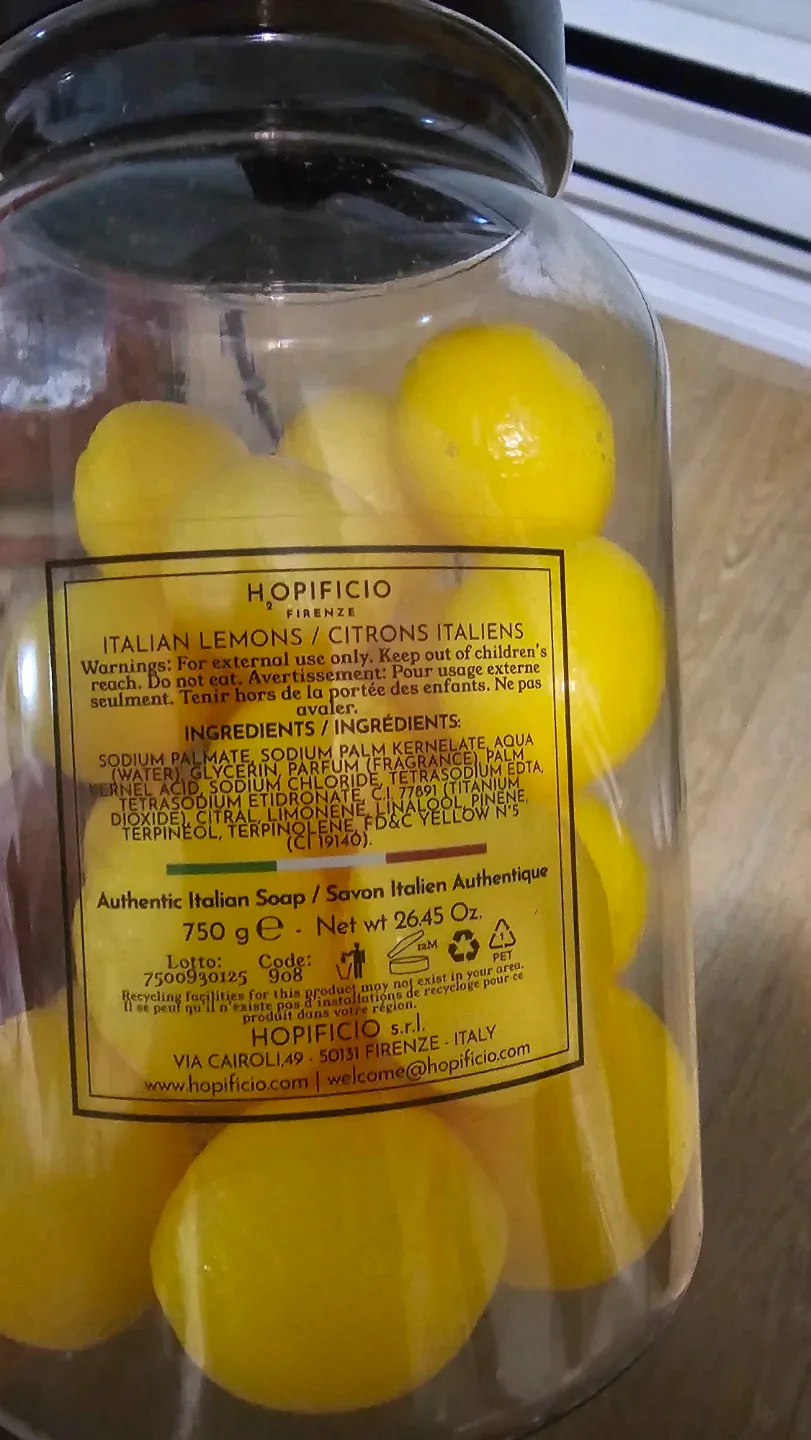 H₂OPIFICIO
FIRENZE
ITALIAN LEMONS / CITRONS ITALIENS
Warnings: For external use only. Keep out of children's
reach. Do not eat. Avertissement: Pour usage externe
seulment. Tenir hors de la portée des enfants. Ne pas
avaler.
INGREDIENTS / INGRÉDIENTS:
SODIUM PALMATE, SODIUM PALM KERNELATE, AQUA
(WATER), GLYCERIN, PARFUM (FRAGRANCE), PALM
KERNEL ACID, SODIUM CHLORIDE, TETRASODIUM EDTA,
TETRASODIUM ETIDRONATE, C.I. 77891 (TITANIUM
DIOXIDE), CITRAL, LIMONENE, LINALOOL, PINENE,
TERPINEOL, TERPINOLENE, FD&C YELLOW N°5
(CI 19140).
Authentic Italian Soap / Savon Italien Authentique
750 g ℮ - Net wt 26.45 Oz.
Lotto: Code:
7500930125 908
12M
1
PET
Recycling facilities for this product may not exist in your area.
Il se peut qu'il n'existe pas d'installations de recyclage pour ce
produit dans votre région.
HOPIFICIO s.r.l.
VIA CAIROLI,49 - 50131 FIRENZE - ITALY
www.hopificio.com | welcome@hopificio.com